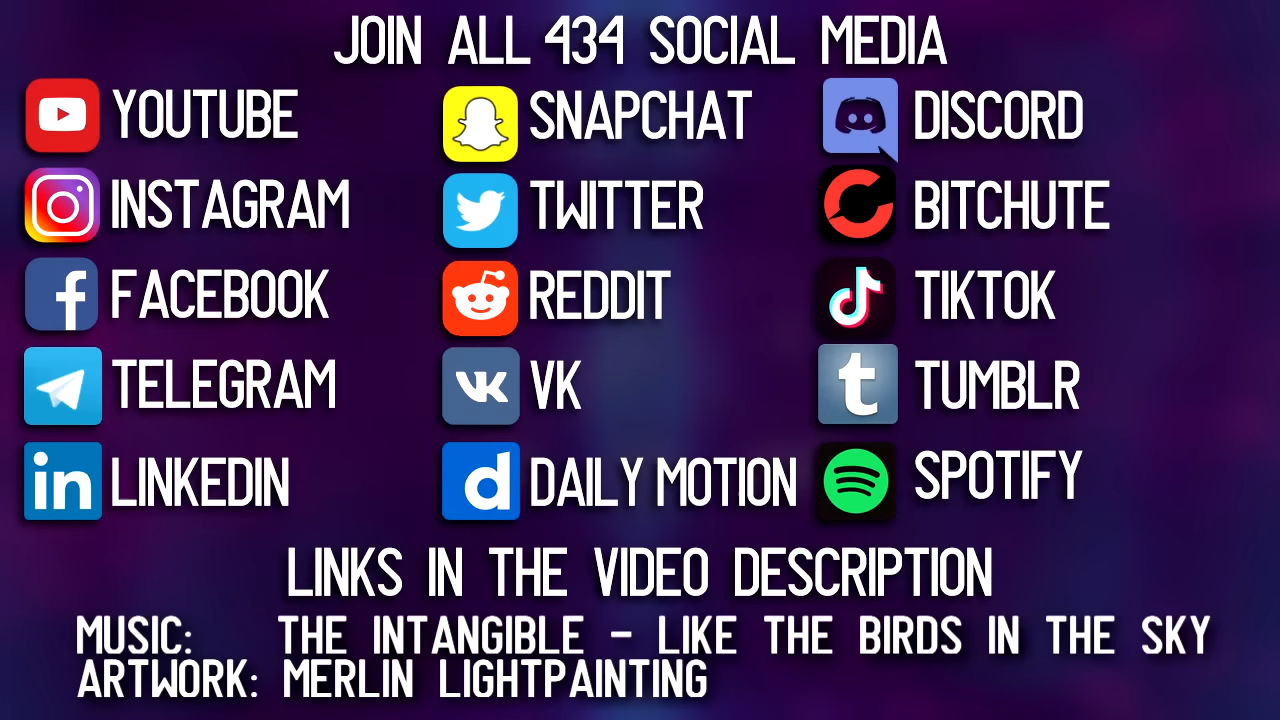 JOIN ALL 434 SOCIAL MEDIA
YOUTUBE
SNAPCHAT
DISCORD
INSTAGRAM
TWITTER
BITCHUTE
FACEBOOK
REDDIT
TIKTOK
TELEGRAM
VK
TUMBLR
LINKEDIN
DAILY MOTION
SPOTIFY
LINKS IN THE VIDEO DESCRIPTION
MUSIC: THE INTANGIBLE - LIKE THE BIRDS IN THE SKY
ARTWORK: MERLIN LIGHTPAINTING